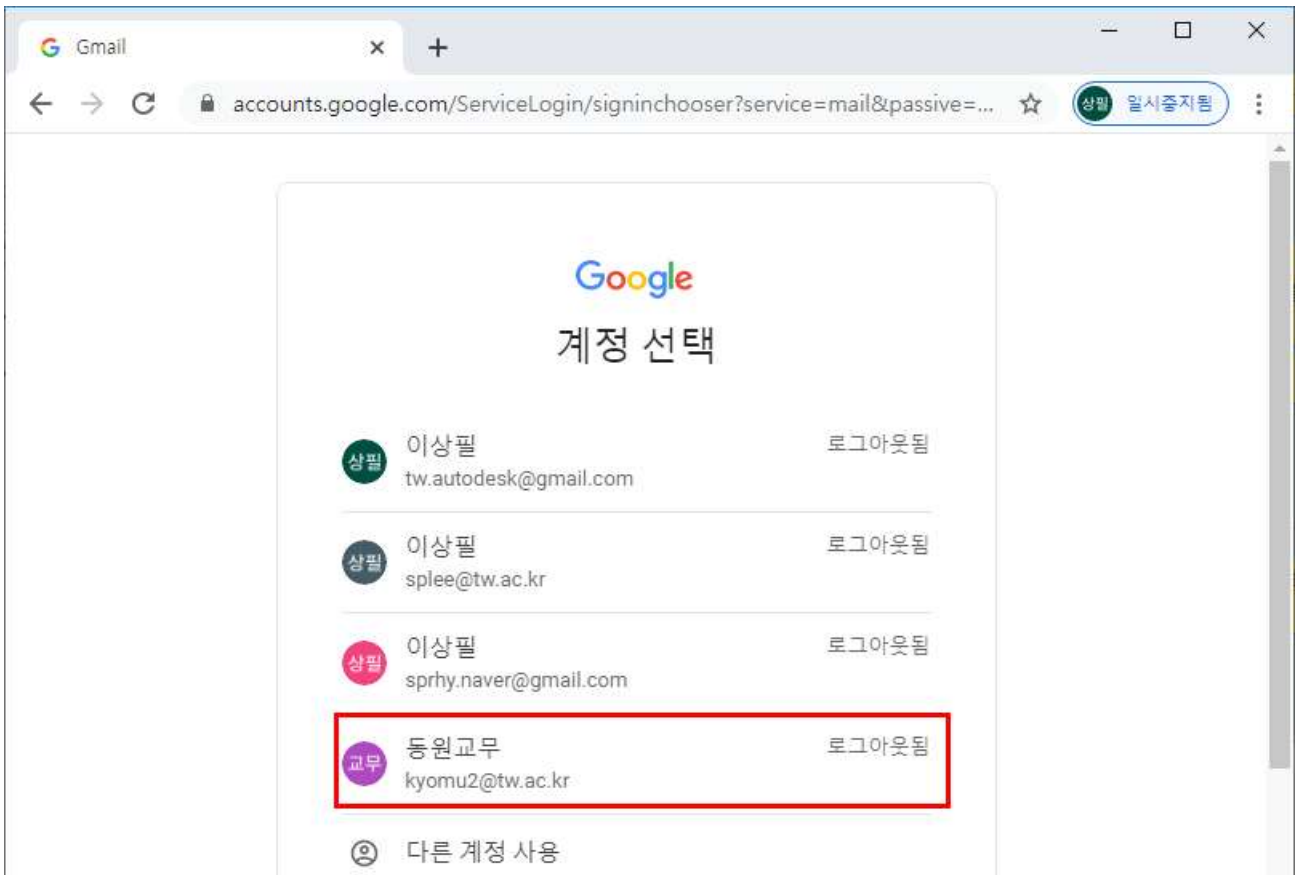 Gmail
accounts.google.com/ServiceLogin/signinchooser?service=mail&passive=...
상필 일시중지됨
Google
계정 선택
상필 이상필 로그아웃됨
tw.autodesk@gmail.com
상필 이상필 로그아웃됨
splee@tw.ac.kr
상필 이상필 로그아웃됨
sprhy.naver@gmail.com
교무 동원교무 로그아웃됨
kyomu2@tw.ac.kr
다른 계정 사용